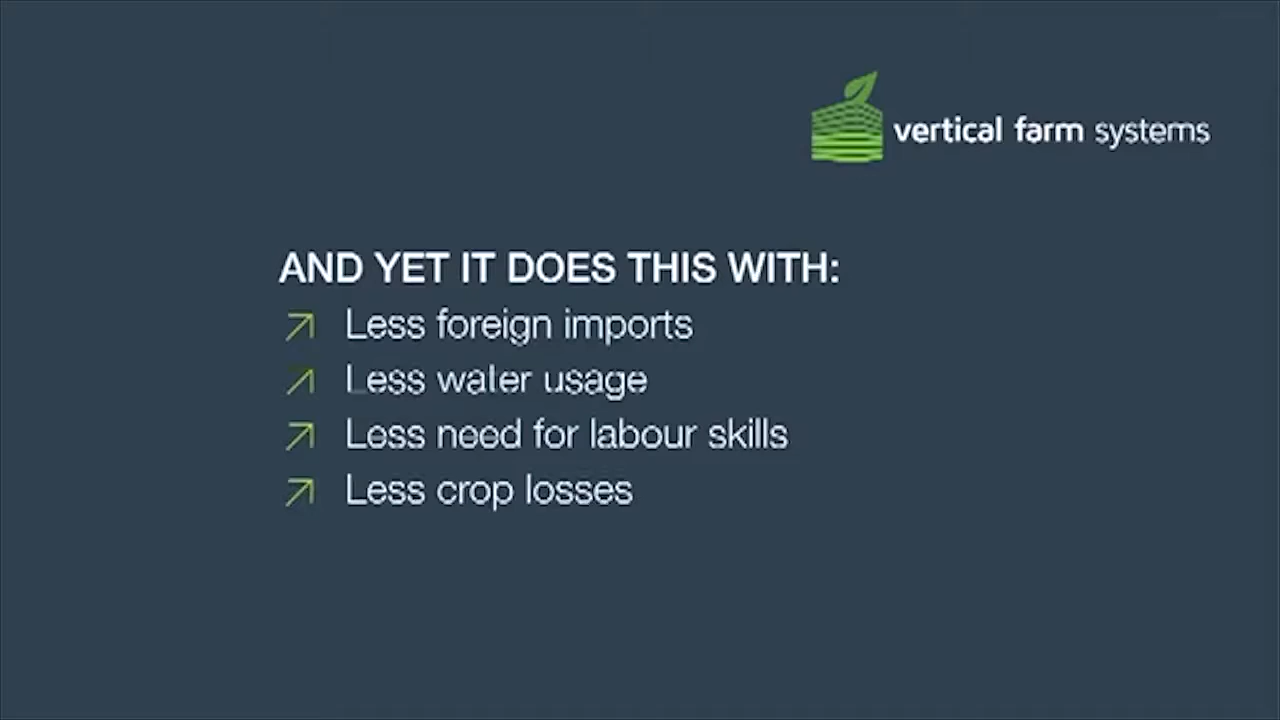 vertical farm systems
AND YET IT DOES THIS WITH:
Less foreign imports
Less water usage
Less need for labour skills
Less crop losses